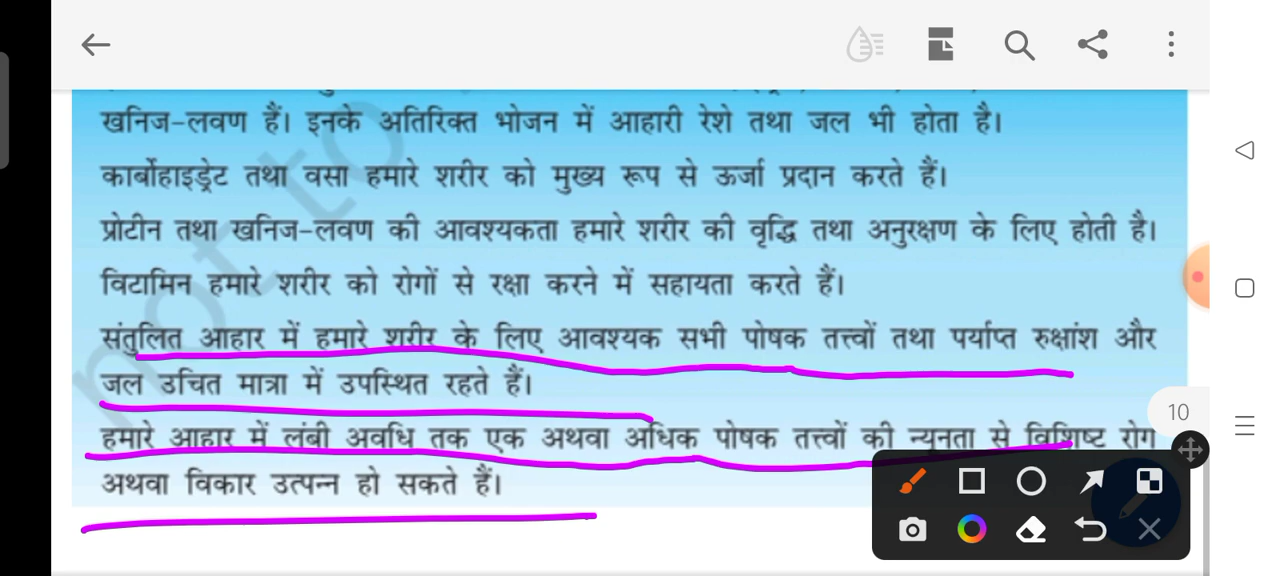 खनिज-लवण हैं। इनके अतिरिक्त भोजन में आहारी रेशे तथा जल भी होता है।
कार्बोहाइड्रेट तथा वसा हमारे शरीर को मुख्य रूप से ऊर्जा प्रदान करते हैं।
प्रोटीन तथा खनिज-लवण की आवश्यकता हमारे शरीर की वृद्धि तथा अनुरक्षण के लिए होती है।
विटामिन हमारे शरीर को रोगों से रक्षा करने में सहायता करते हैं।
संतुलित आहार में हमारे शरीर के लिए आवश्यक सभी पोषक तत्त्वों तथा पर्याप्त रुक्षांश और
जल उचित मात्रा में उपस्थित रहते हैं।
10
हमारे आहार में लंबी अवधि तक एक अथवा अधिक पोषक तत्त्वों की न्यूनता से विशिष्ट रोग
अथवा विकार उत्पन्न हो सकते हैं।
not to